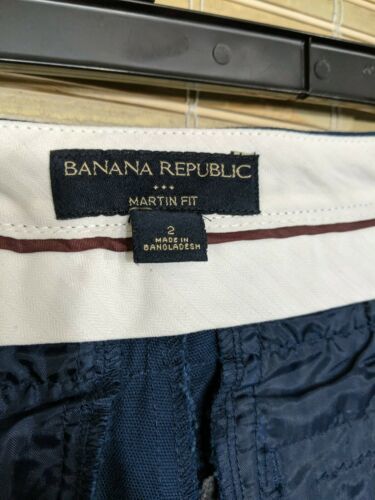 BANANA REPUBLIC
MARTIN FIT
2
MADE IN
BANGLADESH